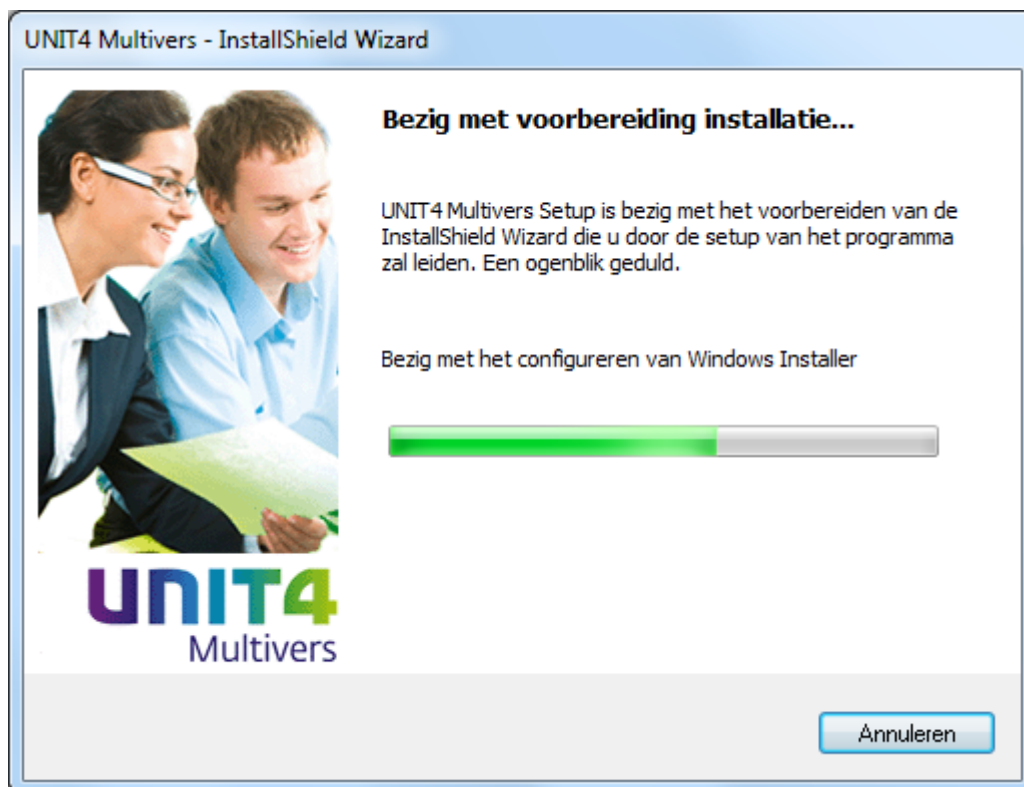 UNIT4 Multivers - InstallShield Wizard
Bezig met voorbereiding installatie...
UNIT4 Multivers Setup is bezig met het voorbereiden van de
InstallShield Wizard die u door de setup van het programma
zal leiden. Een ogenblik geduld.
Bezig met het configureren van Windows Installer
UNIT4
Multivers
Annuleren